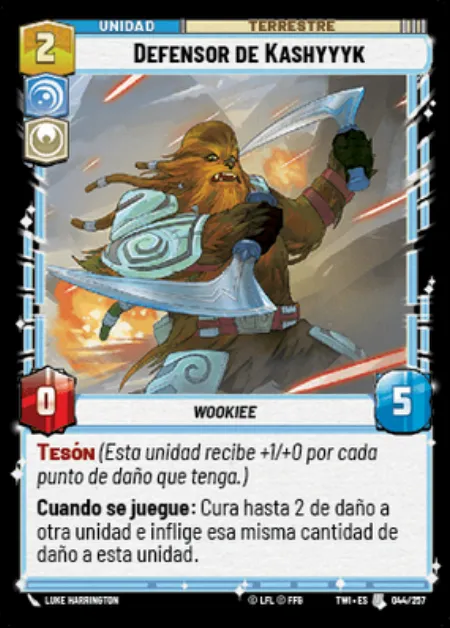 UNIDAD
TERRESTRE
2
DEFENSOR DE KASHYYYK
0
WOOKIEE
5
TESÓN (Esta unidad recibe +1/+0 por cada
punto de daño que tenga.)
Cuando se juegue: Cura hasta 2 de daño a
otra unidad e inflige esa misma cantidad de
daño a esta unidad.
LUKE HARRINGTON
© LFL © FFG
TWI • ES
044/257